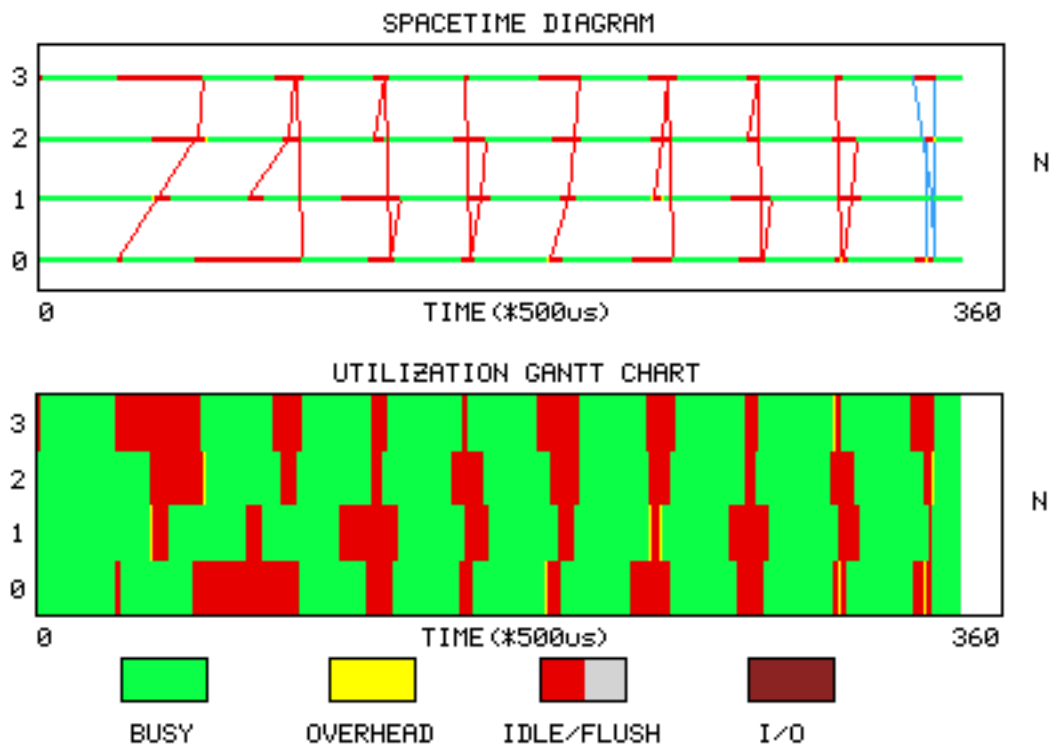 SPACETIME DIAGRAM
3
2
N
1
0
0 TIME(*500us) 360
UTILIZATION GANTT CHART
3
2
N
1
0
0 TIME(*500us) 360
BUSY OVERHEAD IDLE/FLUSH I/O